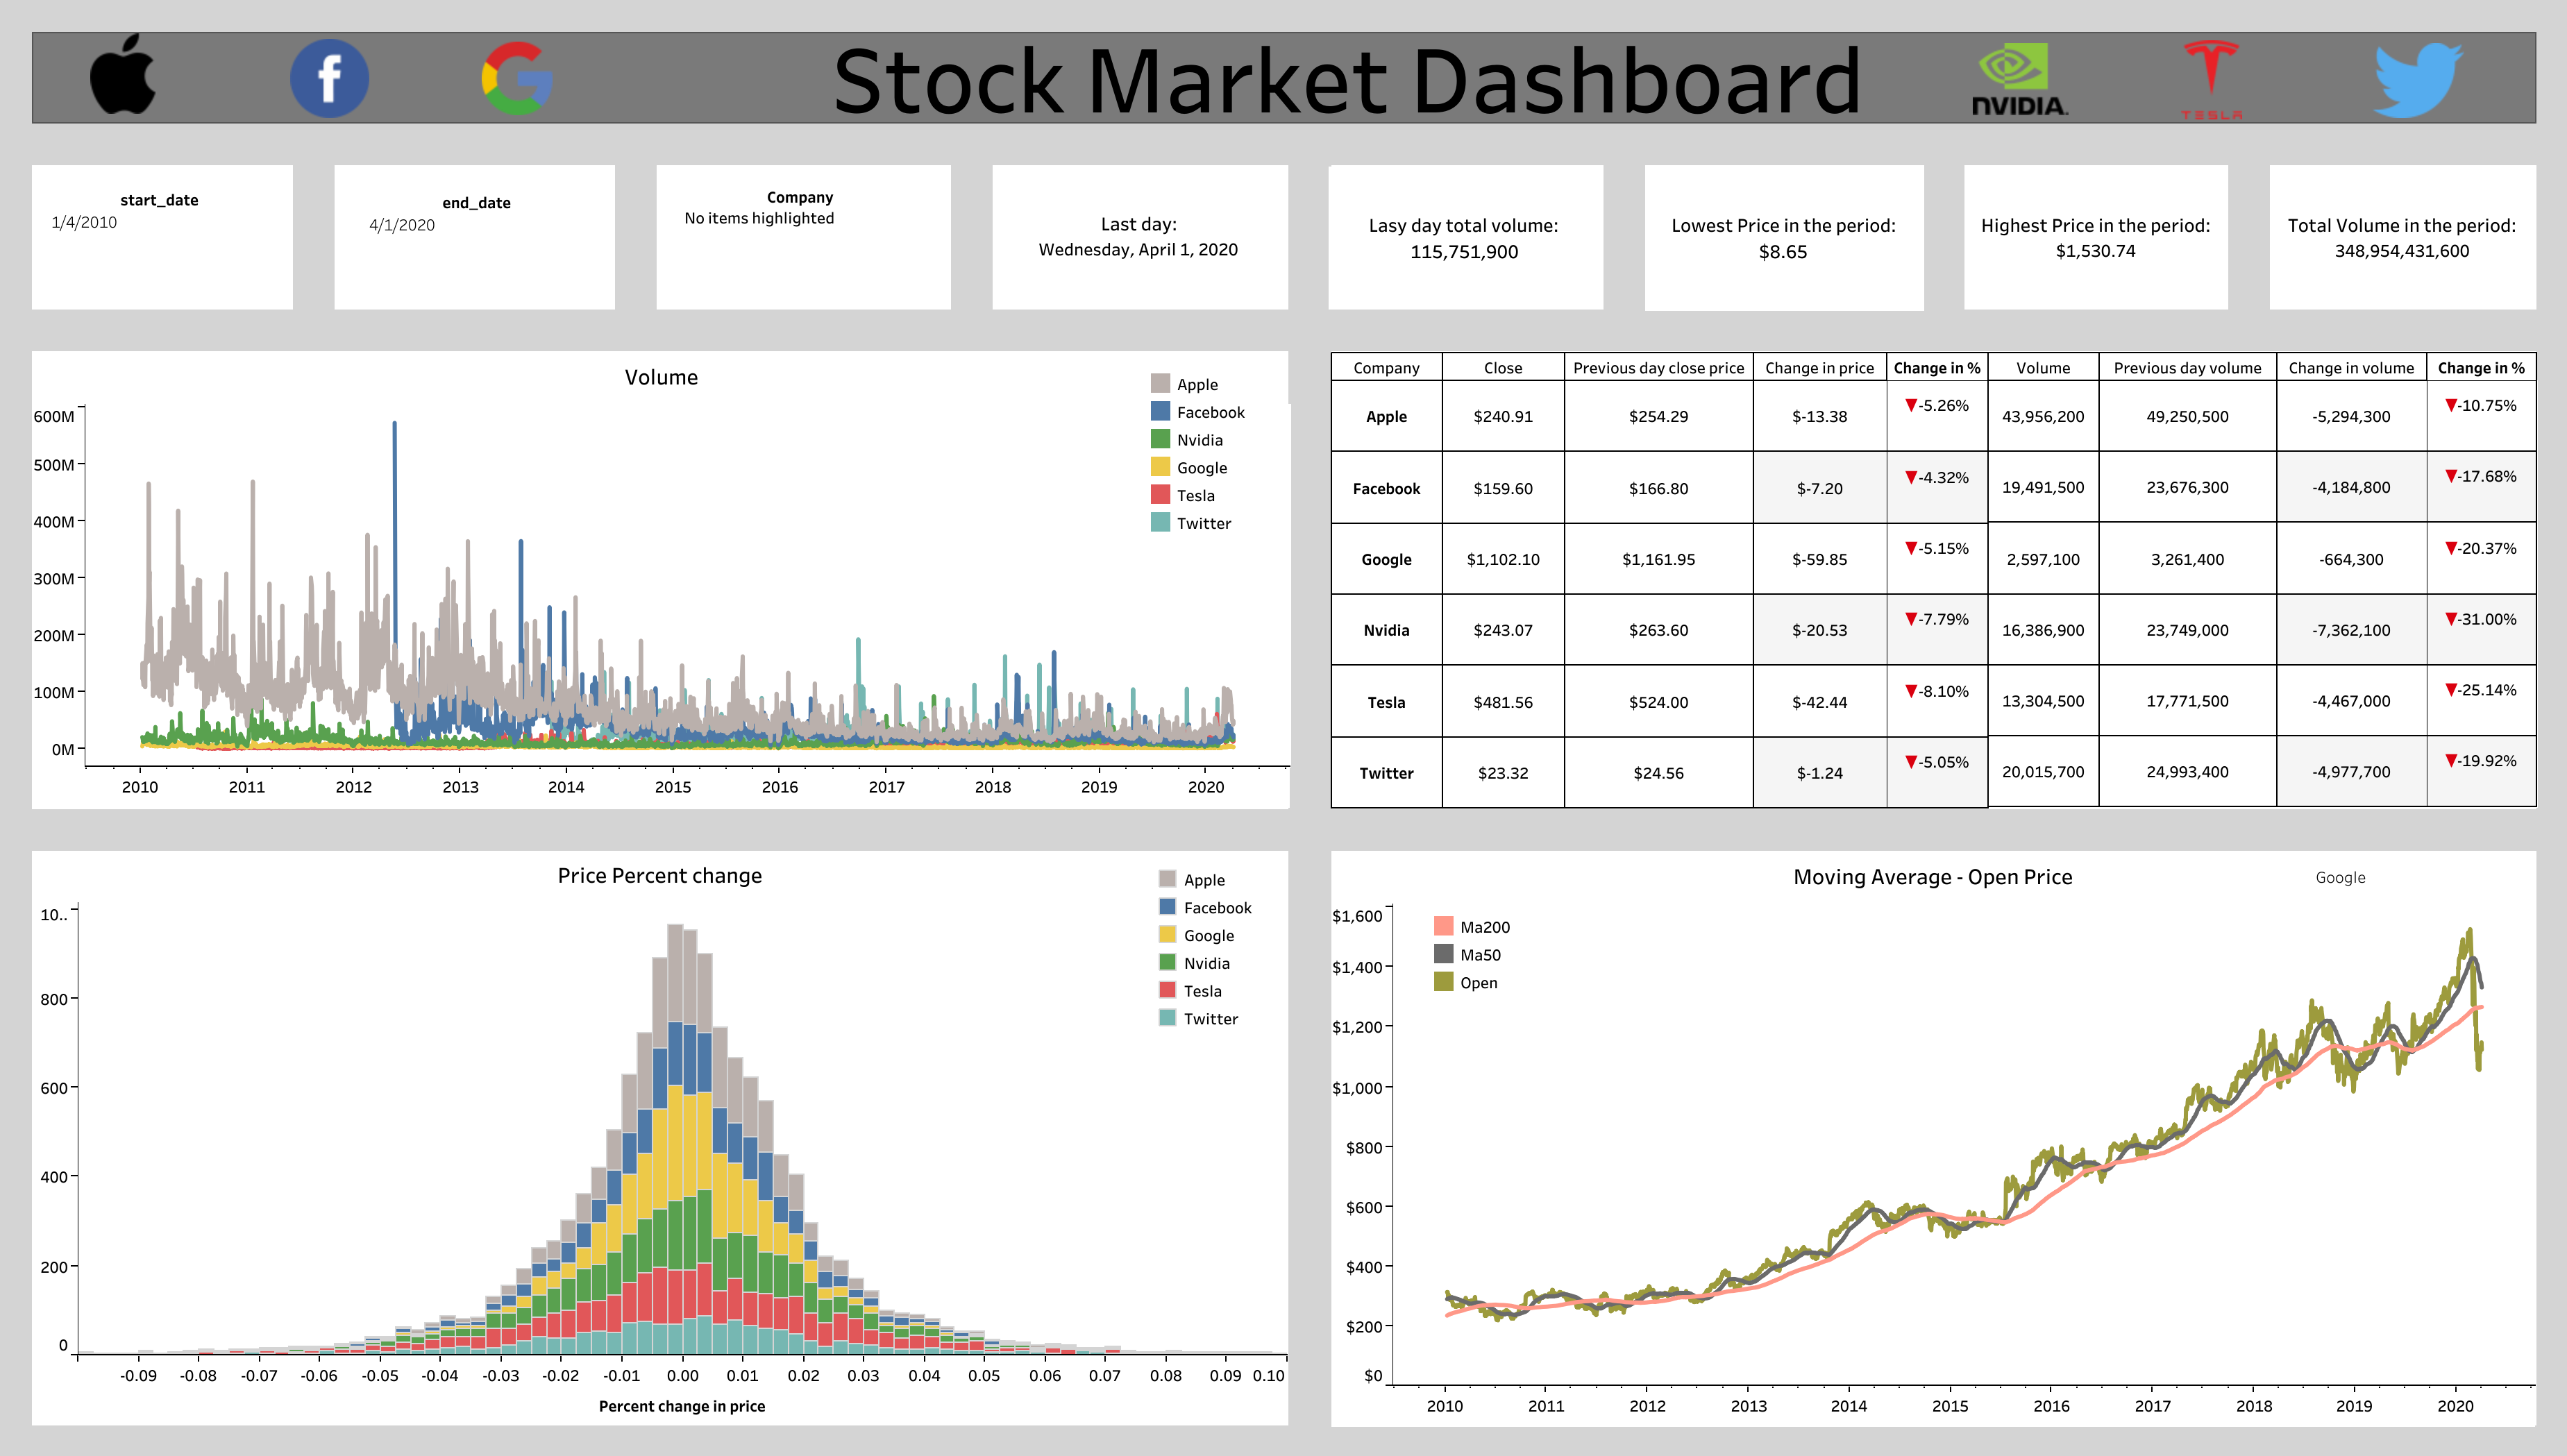 Stock Market Dashboard
NVIDIA.
TESLA
start_date
1/4/2010
end_date
4/1/2020
Company
No items highlighted
Last day:
Wednesday, April 1, 2020
Lasy day total volume:
115,751,900
Lowest Price in the period:
$8.65
Highest Price in the period:
$1,530.74
Total Volume in the period:
348,954,431,600
Volume
Apple
Facebook
Nvidia
Google
Tesla
Twitter
600M
500M
400M
300M
200M
100M
0M
2010 2011 2012 2013 2014 2015 2016 2017 2018 2019 2020
Company Close Previous day close price Change in price Change in % Volume Previous day volume Change in volume Change in %
Apple $240.91 $254.29 $-13.38 ▼-5.26% 43,956,200 49,250,500 -5,294,300 ▼-10.75%
Facebook $159.60 $166.80 $-7.20 ▼-4.32% 19,491,500 23,676,300 -4,184,800 ▼-17.68%
Google $1,102.10 $1,161.95 $-59.85 ▼-5.15% 2,597,100 3,261,400 -664,300 ▼-20.37%
Nvidia $243.07 $263.60 $-20.53 ▼-7.79% 16,386,900 23,749,000 -7,362,100 ▼-31.00%
Tesla $481.56 $524.00 $-42.44 ▼-8.10% 13,304,500 17,771,500 -4,467,000 ▼-25.14%
Twitter $23.32 $24.56 $-1.24 ▼-5.05% 20,015,700 24,993,400 -4,977,700 ▼-19.92%
Price Percent change
Apple
Facebook
Google
Nvidia
Tesla
Twitter
10..
800
600
400
200
0
-0.09 -0.08 -0.07 -0.06 -0.05 -0.04 -0.03 -0.02 -0.01 0.00 0.01 0.02 0.03 0.04 0.05 0.06 0.07 0.08 0.09 0.10
Percent change in price
Moving Average - Open Price
Google
Ma200
Ma50
Open
$1,600
$1,400
$1,200
$1,000
$800
$600
$400
$200
$0
2010 2011 2012 2013 2014 2015 2016 2017 2018 2019 2020